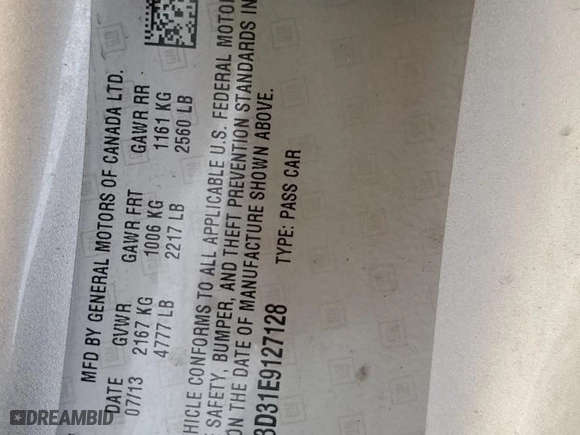 MFD BY GENERAL MOTORS OF CANADA LTD.
DATE GVWR GAWR FRT GAWR RR
07/13 2167 KG 1006 KG 1161 KG
4777 LB 2217 LB 2560 LB
HICLE CONFORMS TO ALL APPLICABLE U.S. FEDERAL MOTOR
SAFETY, BUMPER, AND THEFT PREVENTION STANDARDS IN
ON THE DATE OF MANUFACTURE SHOWN ABOVE.
3D31E9127128 TYPE: PASS CAR
GM
DREAMBID